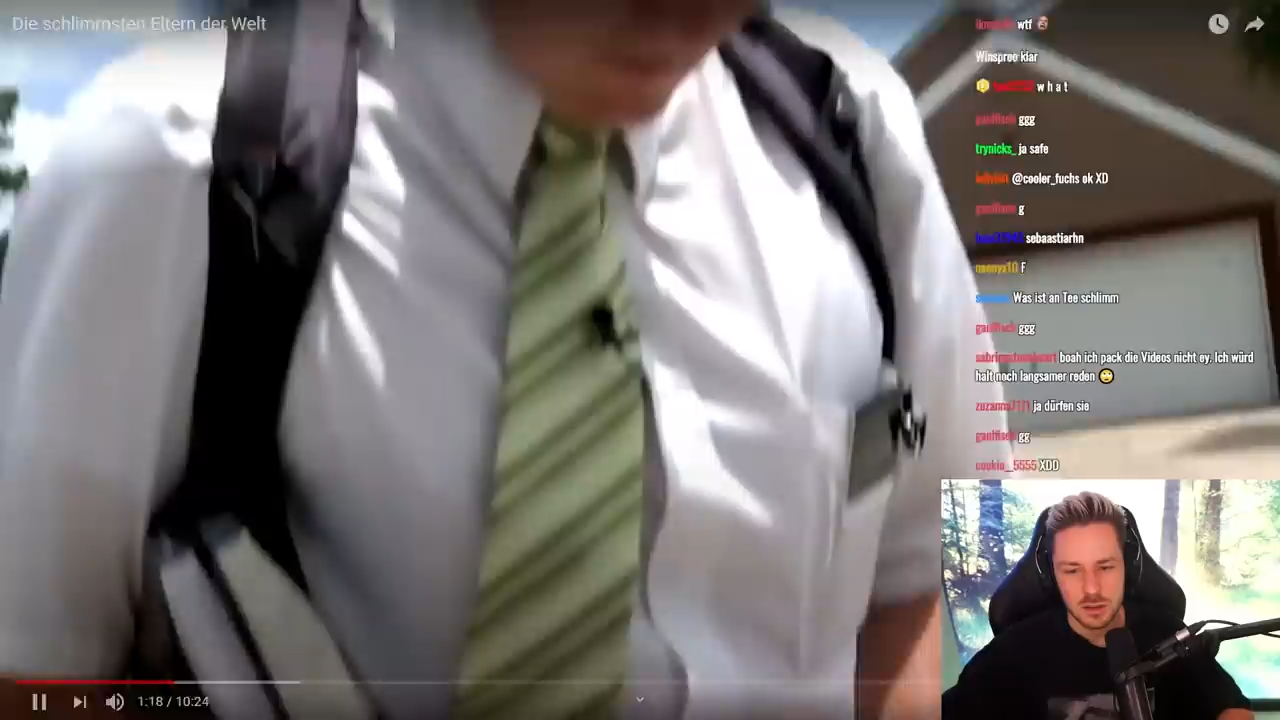 Die schlimmsten Eltern der Welt
wtf
Winspree klar
w h a t
ggg
trynicks_ ja safe
@cooler_fuchs ok XD
g
sebaastiarhn
F
Was ist an Tee schlimm
ggg
boah ich pack die Videos nicht ey. Ich würd
halt noch langsamer reden
ja dürfen sie
gg
XDD
1:18 / 10:24